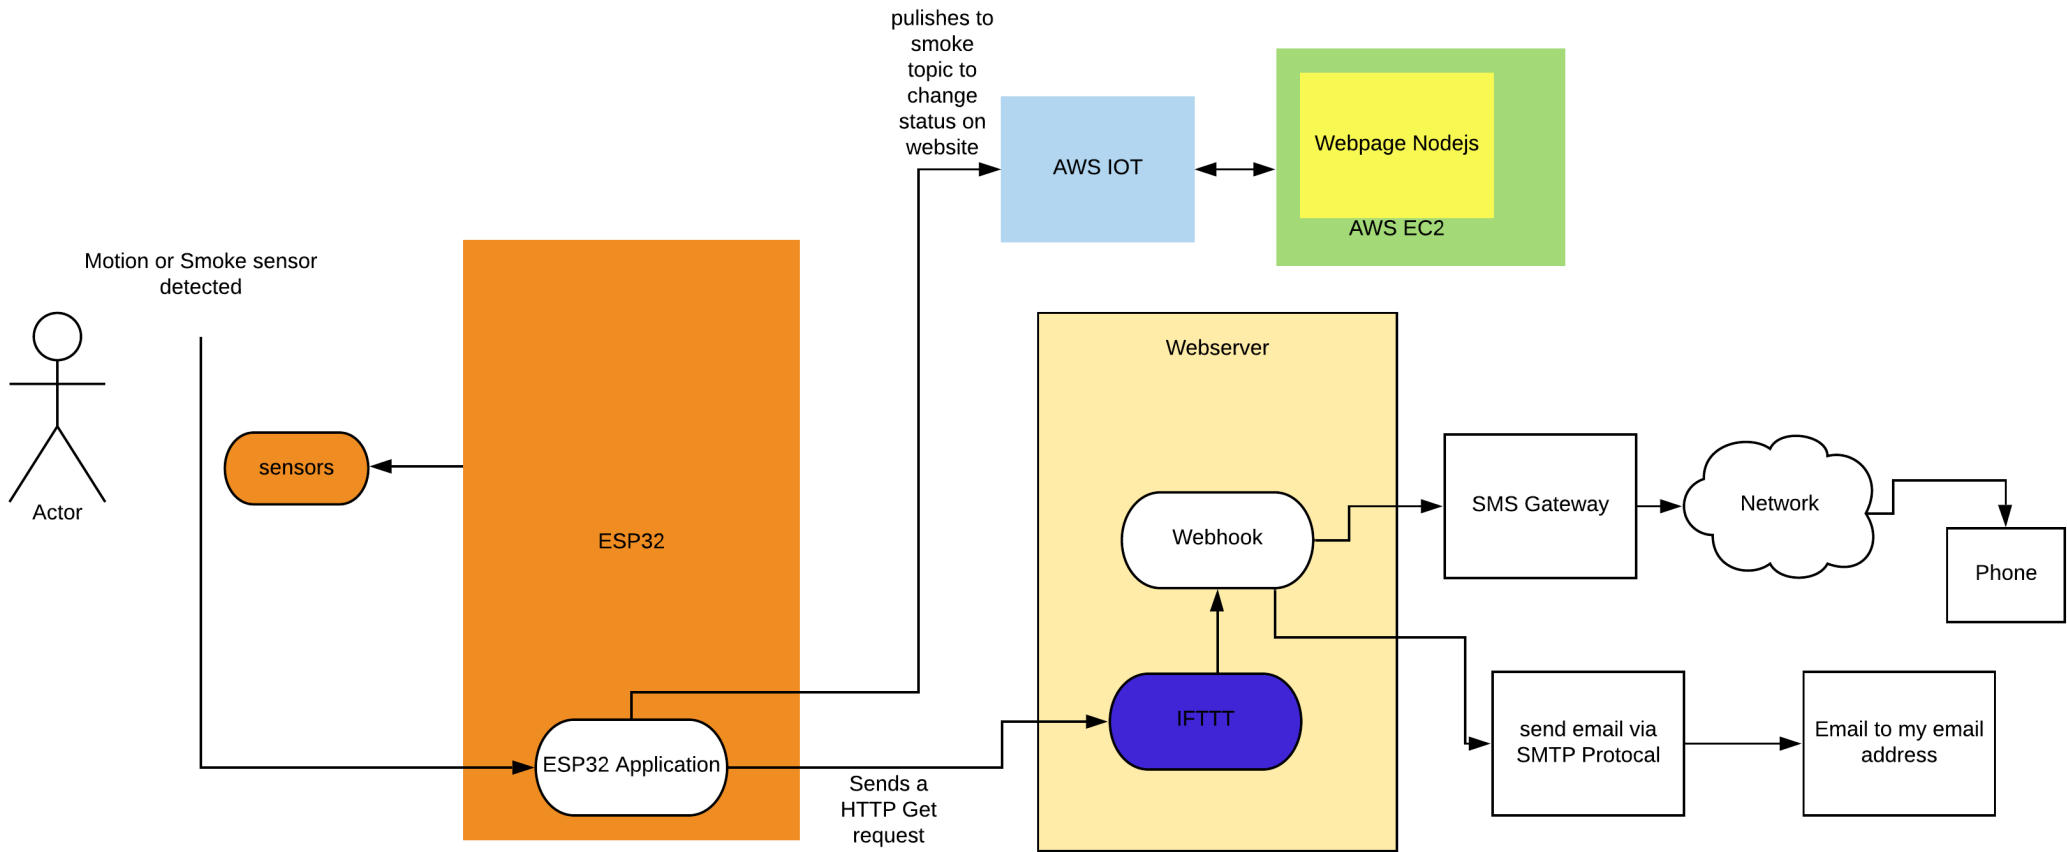 pulishes to
smoke
topic to
change
status on
website
AWS IOT
Webpage Nodejs
AWS EC2
Motion or Smoke sensor
detected
Actor
sensors
ESP32
ESP32 Application
Sends a
HTTP Get
request
Webserver
Webhook
IFTTT
SMS Gateway
Network
Phone
send email via
SMTP Protocal
Email to my email
address